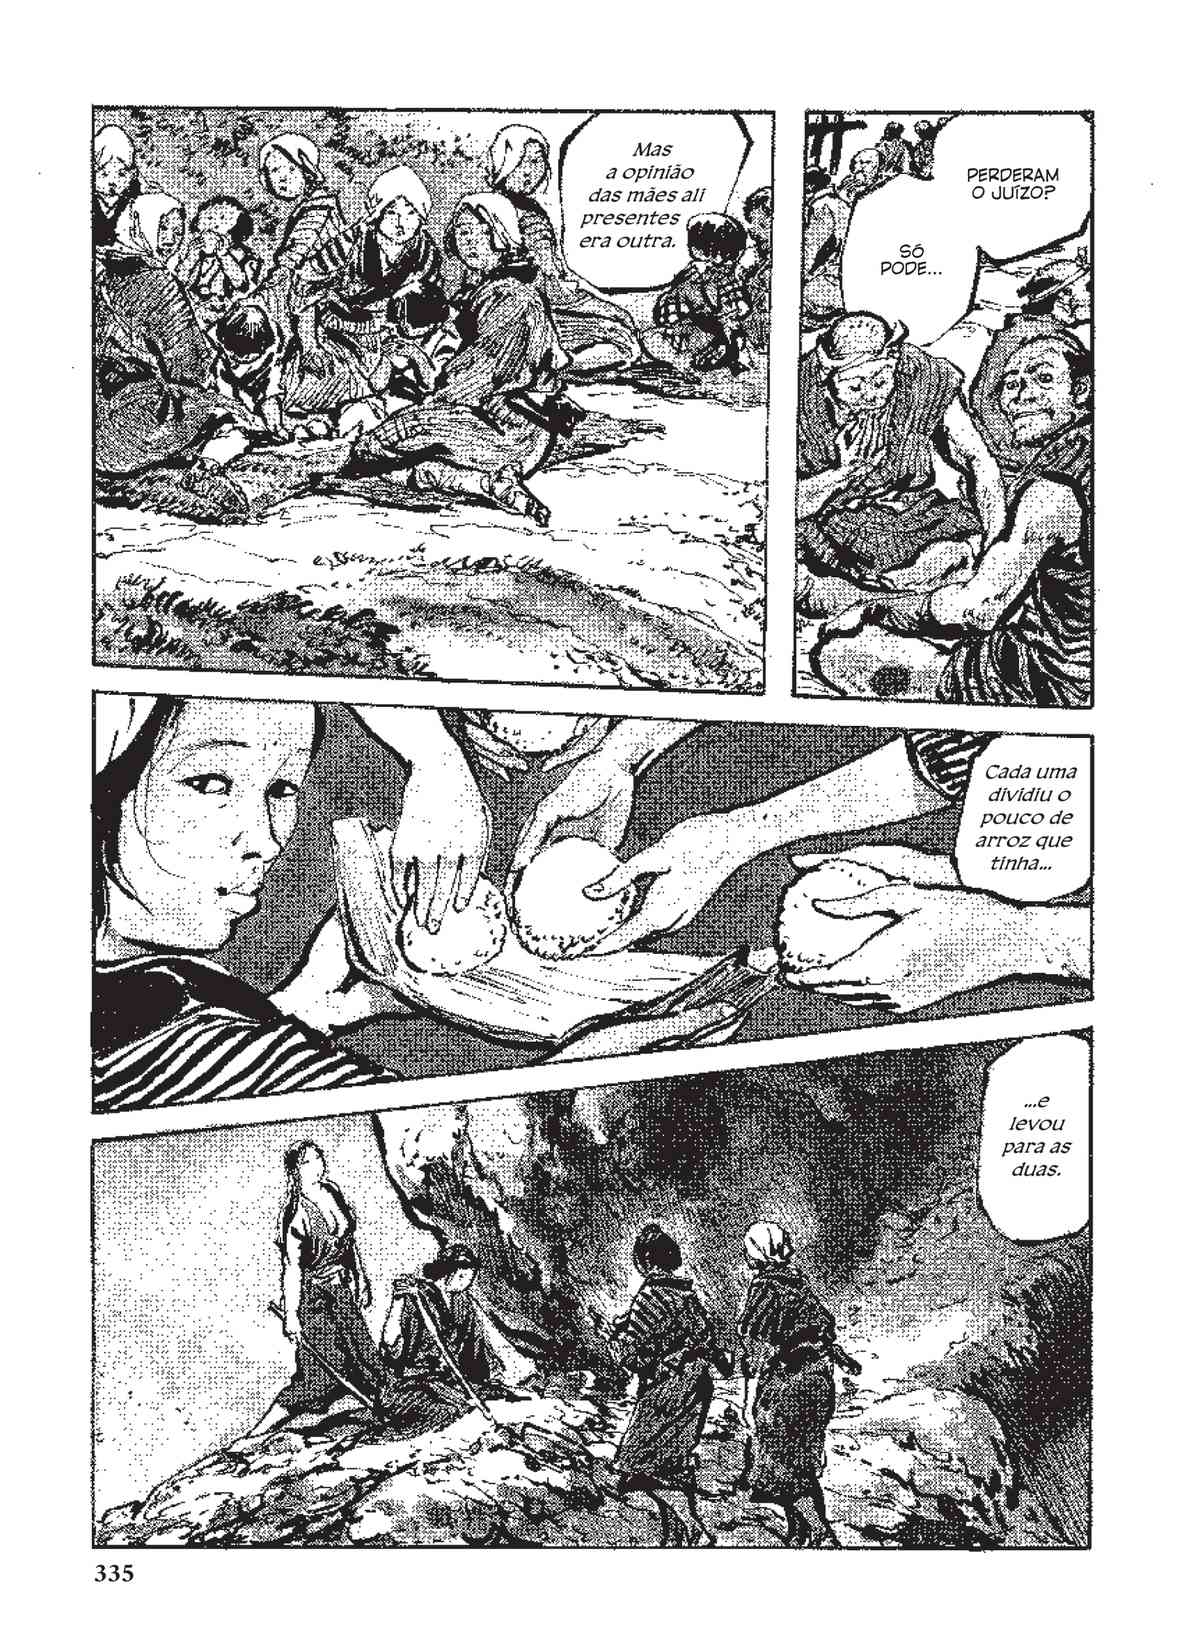 PERDERAM
O JUÍZO?
SÓ
PODE...
Mas
a opinião
das mães ali
presentes
era outra.
Cada uma
dividiu o
pouco de
arroz que
tinha...
...e
levou
para as
duas.
335